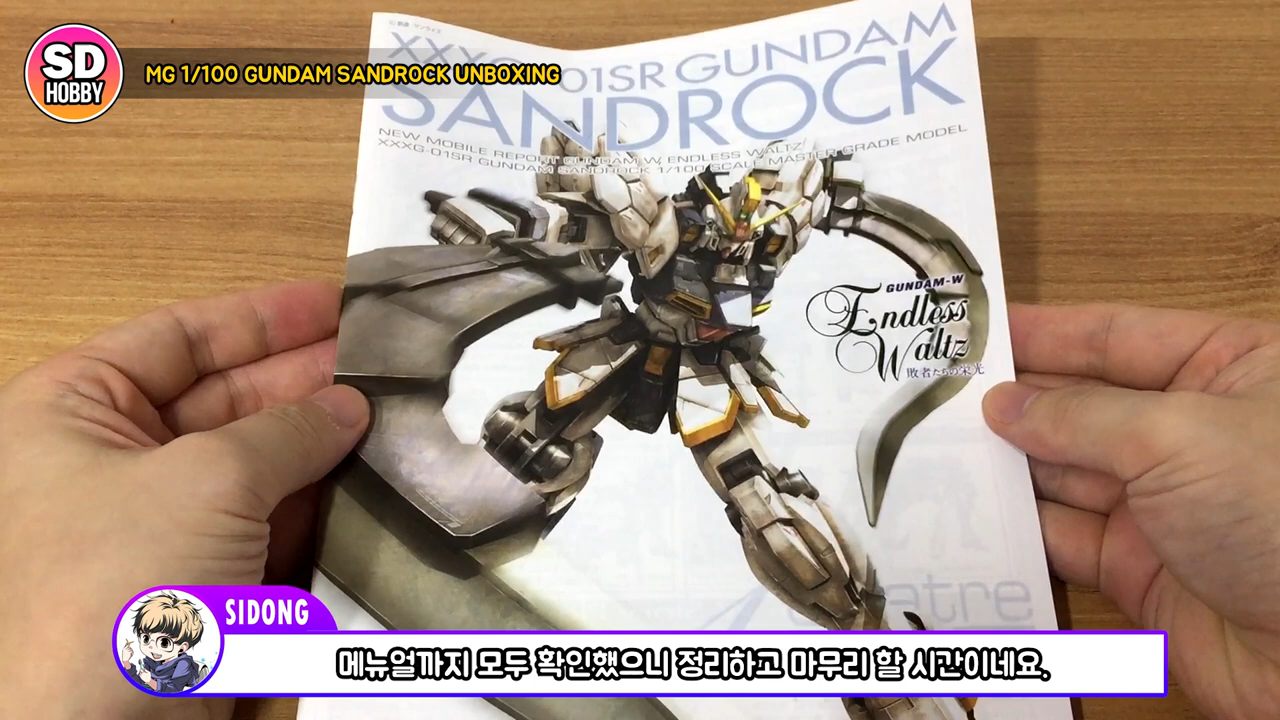 SD
HOBBY
MG 1/100 GUNDAM SANDROCK UNBOXING
XXXG-01SR GUNDAM
SANDROCK
NEW MOBILE REPORT GUNDAM W, ENDLESS WALTZ
XXXG-01SR GUNDAM SANDROCK 1/100 SCALE MASTER GRADE MODEL
GUNDAM-W
Endless
Waltz
敗者たちの栄光
SIDONG
메뉴얼까지 모두 확인했으니 정리하고 마무리 할 시간이네요.